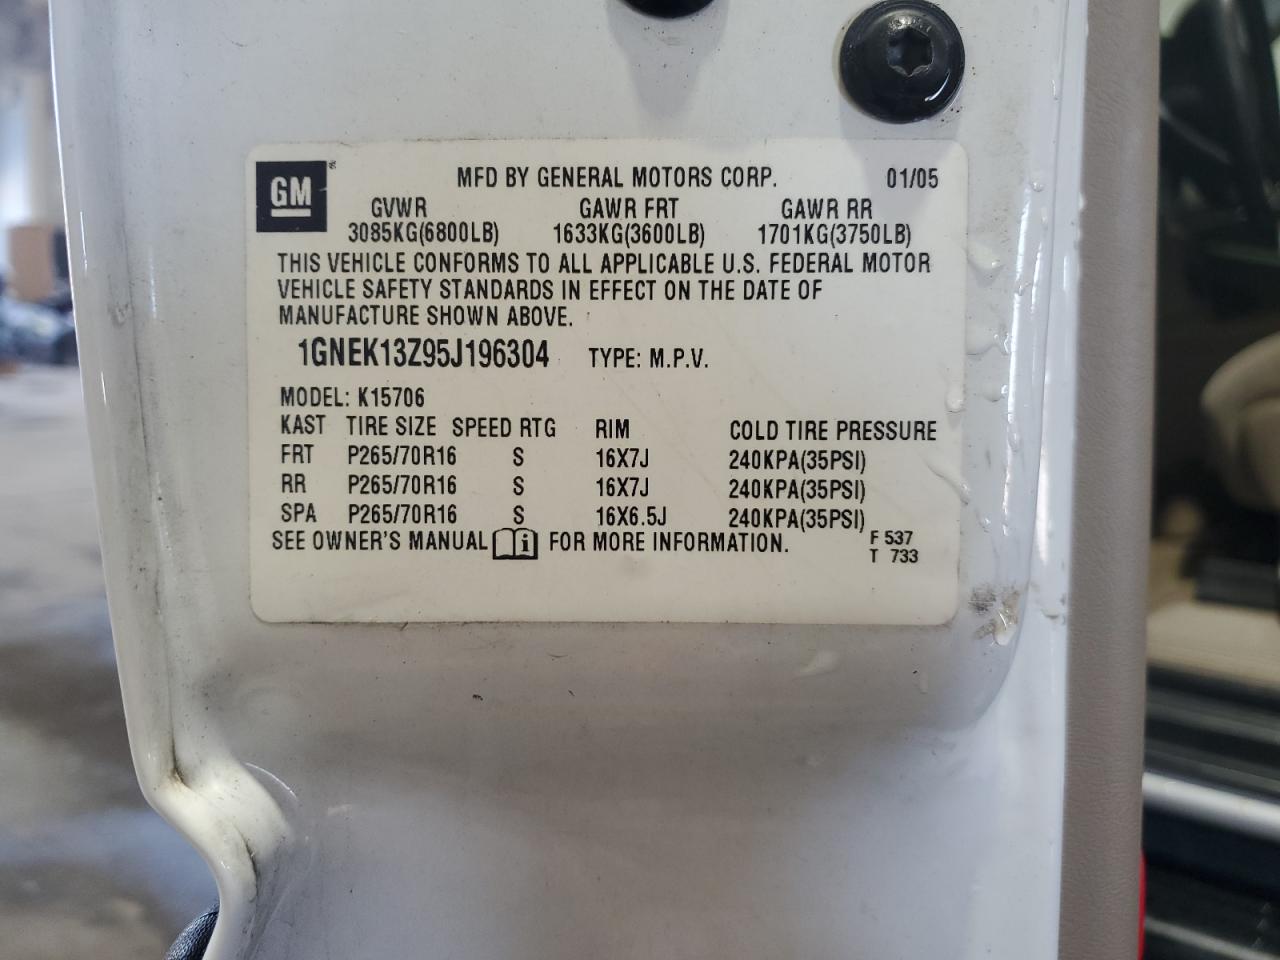 GM
MFD BY GENERAL MOTORS CORP. 01/05
GVWR GAWR FRT GAWR RR
3085KG(6800LB) 1633KG(3600LB) 1701KG(3750LB)
THIS VEHICLE CONFORMS TO ALL APPLICABLE U.S. FEDERAL MOTOR
VEHICLE SAFETY STANDARDS IN EFFECT ON THE DATE OF
MANUFACTURE SHOWN ABOVE.
1GNEK13Z95J196304 TYPE: M.P.V.
MODEL: K15706
KAST TIRE SIZE SPEED RTG RIM COLD TIRE PRESSURE
FRT P265/70R16 S 16X7J 240KPA(35PSI)
RR P265/70R16 S 16X7J 240KPA(35PSI)
SPA P265/70R16 S 16X6.5J 240KPA(35PSI)
SEE OWNER'S MANUAL i FOR MORE INFORMATION.
F 537
T 733